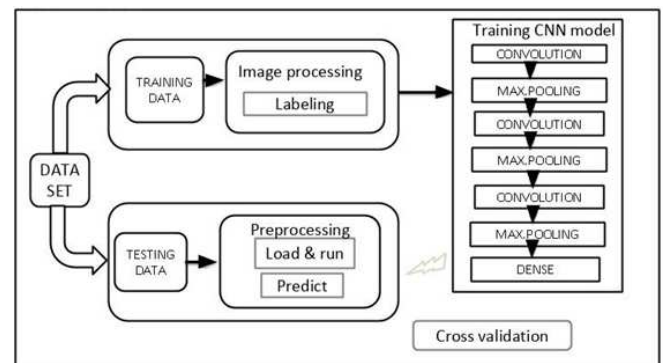 Training CNN model
CONVOLUTION
MAX.POOLING
CONVOLUTION
MAX.POOLING
CONVOLUTION
MAX.POOLING
DENSE
TRAINING
DATA
Image processing
Labeling
DATA
SET
TESTING
DATA
Preprocessing
Load & run
Predict
Cross validation